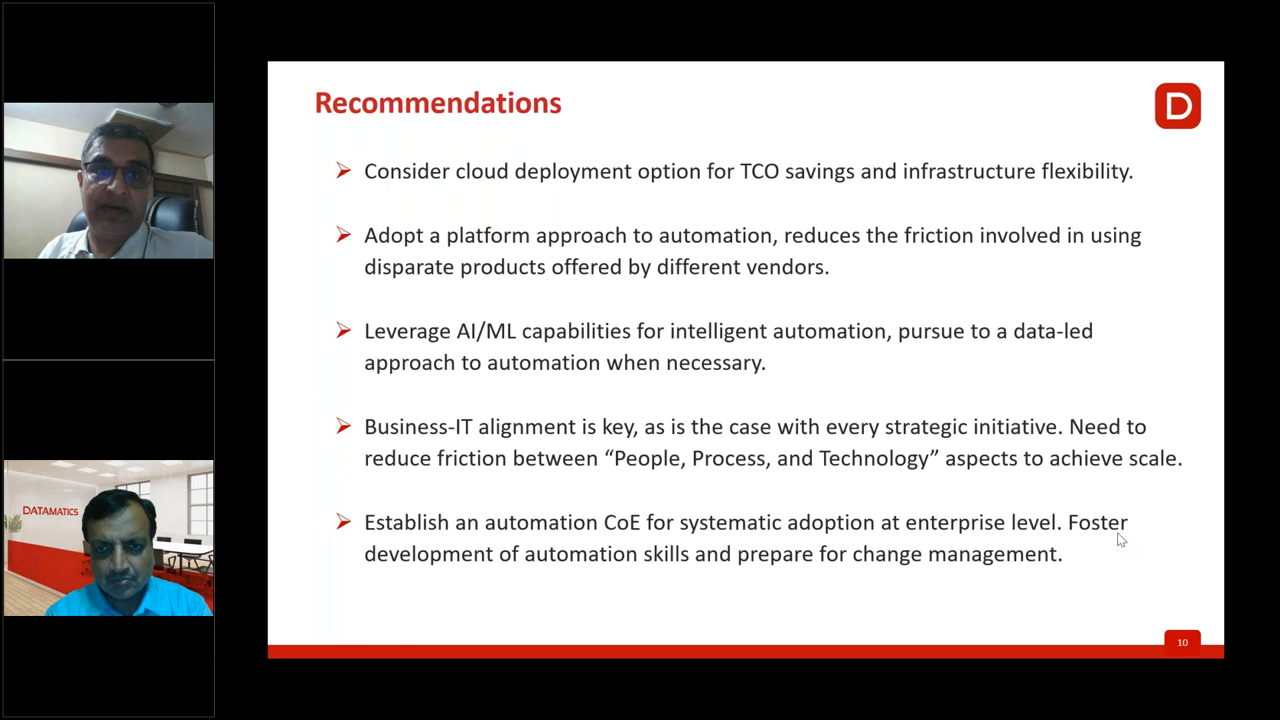 Recommendations
D
Consider cloud deployment option for TCO savings and infrastructure flexibility.
Adopt a platform approach to automation, reduces the friction involved in using
disparate products offered by different vendors.
Leverage AI/ML capabilities for intelligent automation, pursue to a data-led
approach to automation when necessary.
Business-IT alignment is key, as is the case with every strategic initiative. Need to
reduce friction between “People, Process, and Technology” aspects to achieve scale.
Establish an automation CoE for systematic adoption at enterprise level. Foster
development of automation skills and prepare for change management.
10
DATAMATICS